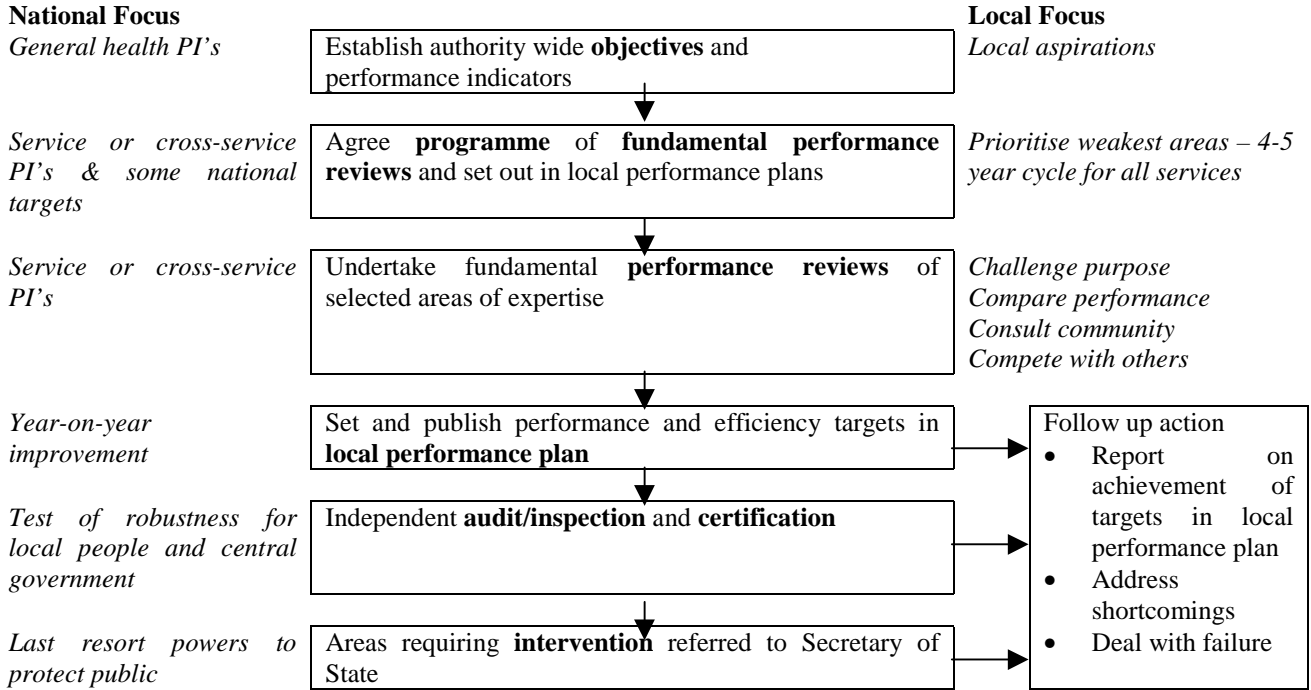 National Focus
Local Focus
General health PI's
Establish authority wide objectives and
performance indicators
Local aspirations
Service or cross-service
PI's & some national
targets
Agree programme of fundamental performance
reviews and set out in local performance plans
Prioritise weakest areas – 4-5
year cycle for all services
Service or cross-service
PI's
Undertake fundamental performance reviews of
selected areas of expertise
Challenge purpose
Compare performance
Consult community
Compete with others
Year-on-year
improvement
Set and publish performance and efficiency targets in
local performance plan
Test of robustness for
local people and central
government
Independent audit/inspection and certification
Last resort powers to
protect public
Areas requiring intervention referred to Secretary of
State
Follow up action
• Report on
achievement of
targets in local
performance plan
• Address
shortcomings
• Deal with failure